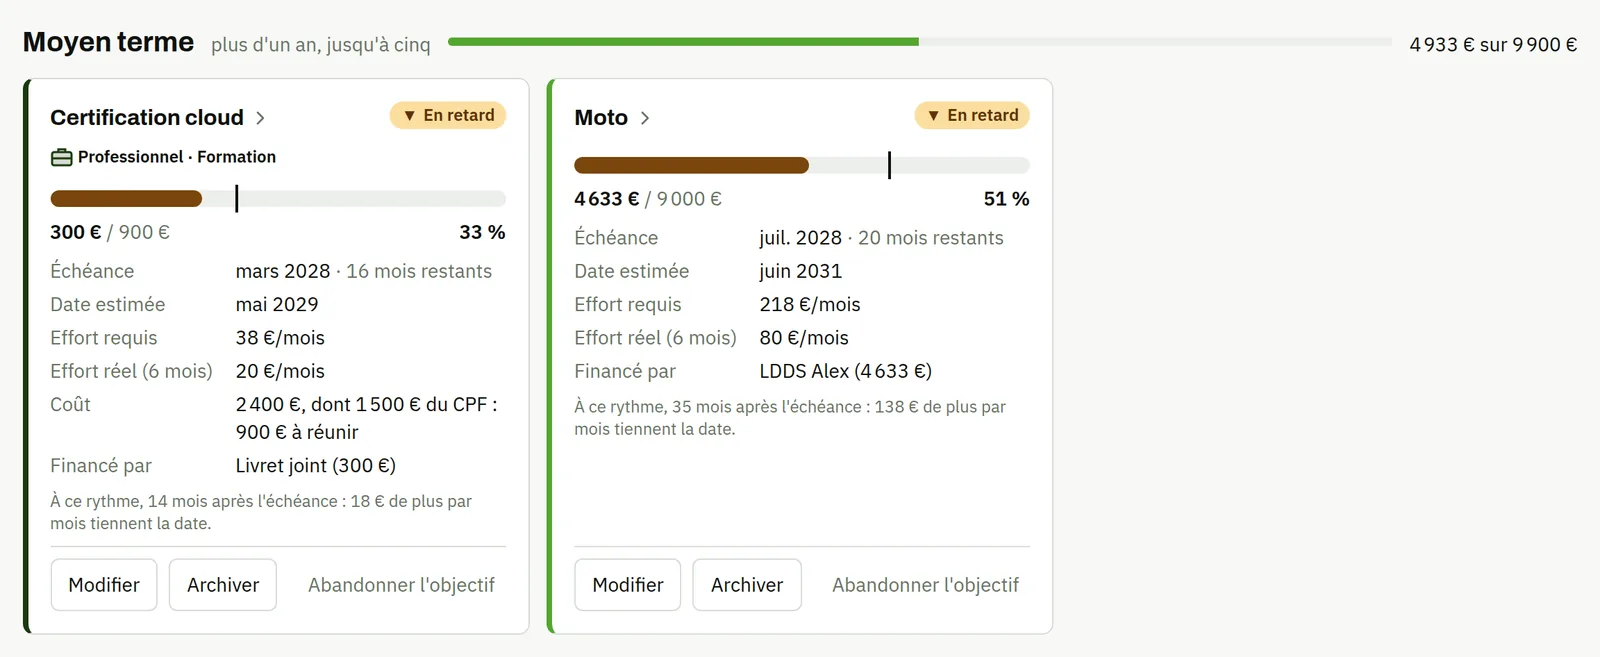 Moyen terme plus d'un an, jusqu'à cinq 4 933 € sur 9 900 €
Certification cloud > ▼ En retard
Professionnel · Formation
300 € / 900 € 33 %
Échéance mars 2028 · 16 mois restants
Date estimée mai 2029
Effort requis 38 €/mois
Effort réel (6 mois) 20 €/mois
Coût 2 400 €, dont 1 500 € du CPF :
900 € à réunir
Financé par Livret joint (300 €)
À ce rythme, 14 mois après l'échéance : 18 € de plus par
mois tiennent la date.
Modifier Archiver Abandonner l'objectif
Moto > ▼ En retard
4 633 € / 9 000 € 51 %
Échéance juil. 2028 · 20 mois restants
Date estimée juin 2031
Effort requis 218 €/mois
Effort réel (6 mois) 80 €/mois
Financé par LDDS Alex (4 633 €)
À ce rythme, 35 mois après l'échéance : 138 € de plus par
mois tiennent la date.
Modifier Archiver Abandonner l'objectif